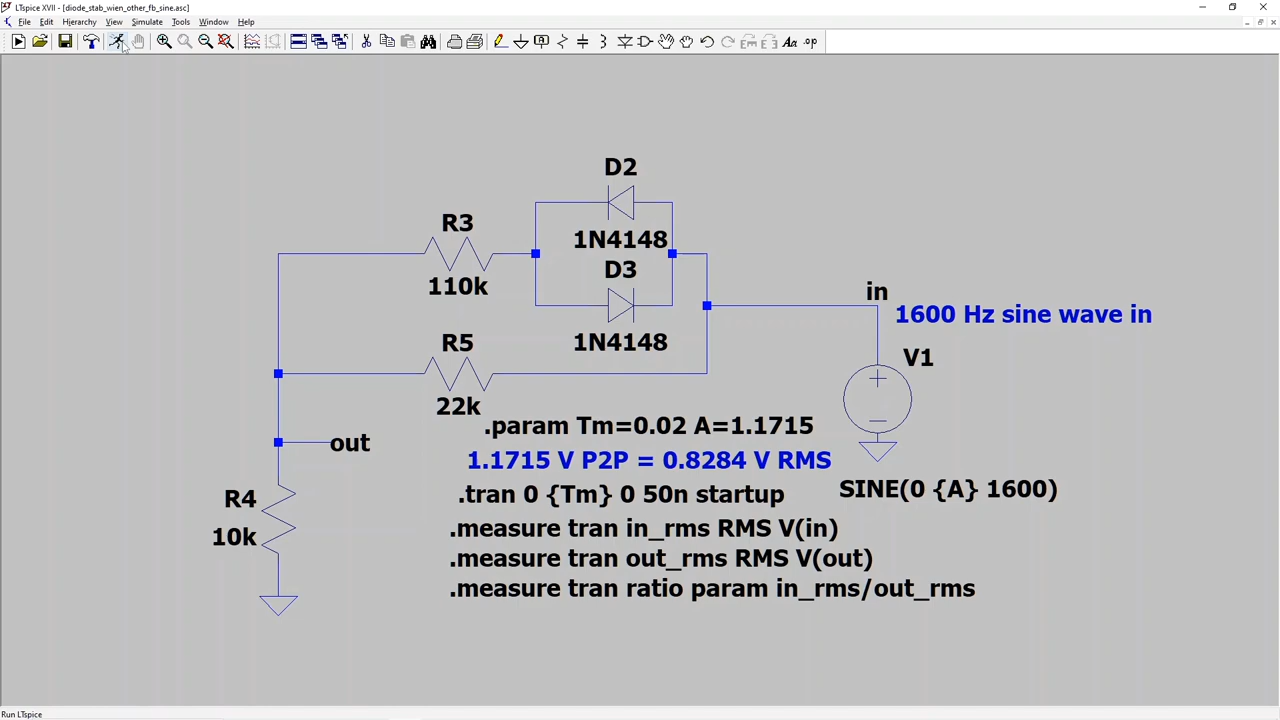 LTspice XVII - [diode_stab_wien_other_fb_sine.asc]
File Edit Hierarchy View Simulate Tools Window Help
Aa .op
D2
R3
1N4148
D3
110k
in
1600 Hz sine wave in
R5
1N4148
V1
22k
.param Tm=0.02 A=1.1715
out
1.1715 V P2P = 0.8284 V RMS
R4
.tran 0 {Tm} 0 50n startup
SINE(0 {A} 1600)
10k
.measure tran in_rms RMS V(in)
.measure tran out_rms RMS V(out)
.measure tran ratio param in_rms/out_rms
Run LTspice